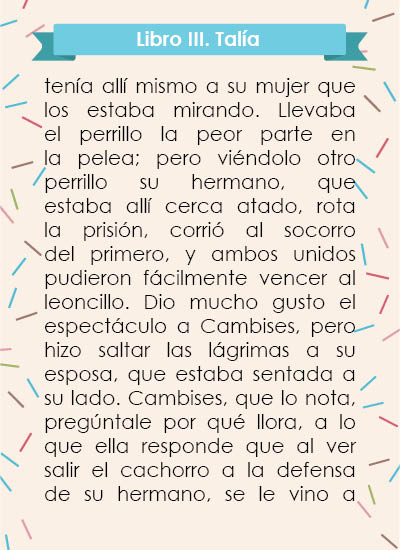 Libro III. Talía
tenía allí mismo a su mujer que
los estaba mirando. Llevaba
el perrillo la peor parte en
la pelea; pero viéndolo otro
perrillo su hermano, que
estaba allí cerca atado, rota
la prisión, corrió al socorro
del primero, y ambos unidos
pudieron fácilmente vencer al
leoncillo. Dio mucho gusto el
espectáculo a Cambises, pero
hizo saltar las lágrimas a su
esposa, que estaba sentada a
su lado. Cambises, que lo nota,
pregúntale por qué llora, a lo
que ella responde que al ver
salir el cachorro a la defensa
de su hermano, se le vino a